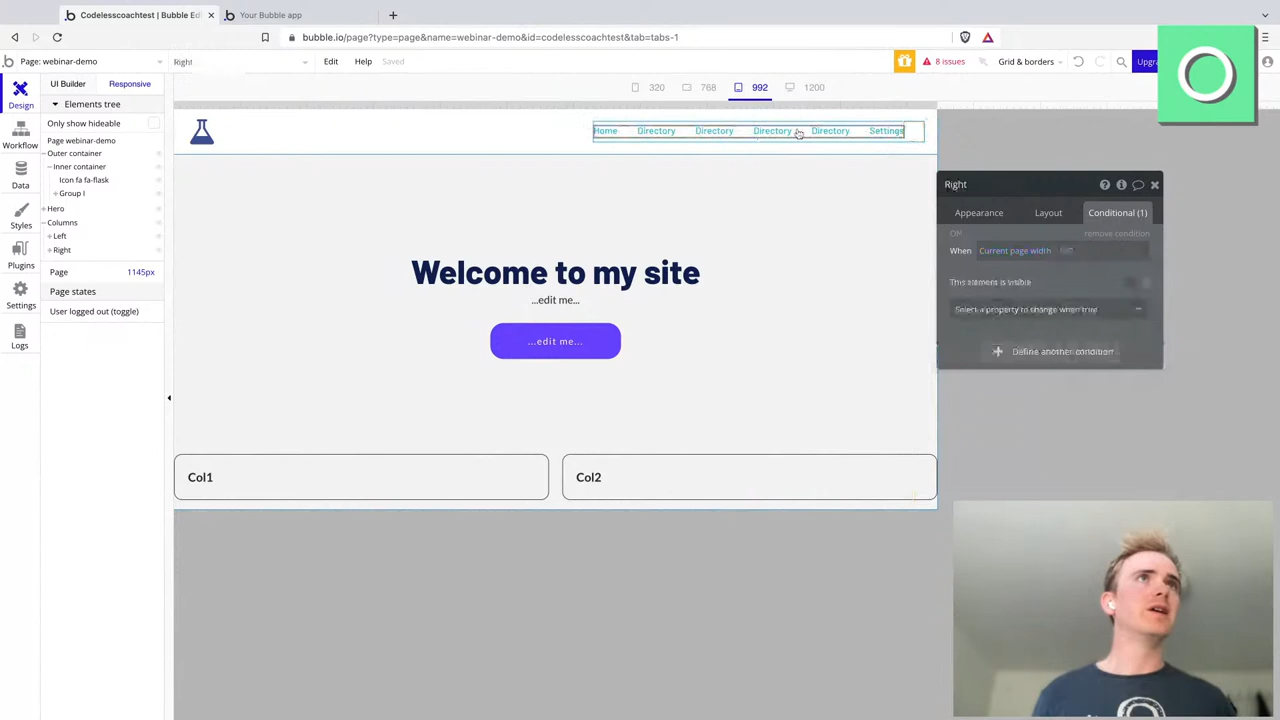 Codelesscoachtest | Bubble Ed
Your Bubble app
bubble.io/page?type=page&name=webinar-demo&id=codelesscoachtest&tab=tabs-1
Page: webinar-demo
Right
Edit
Help
Saved
8 issues
Grid & borders
Upgra
Design
Workflow
Data
Styles
Plugins
Settings
Logs
UI Builder
Responsive
Elements tree
Only show hideable
Page webinar-demo
Outer container
Inner container
Icon fa fa-flask
Group I
Hero
Columns
Left
Right
Page 1145px
Page states
User logged out (toggle)
320 768 992 1200
Home Directory Directory Directory Directory Settings
Welcome to my site
...edit me...
...edit me...
Col1
Col2
Right
Appearance Layout Conditional (1)
Off remove condition
When Current page width
This element is visible
Select a property to change when true
Define another condition